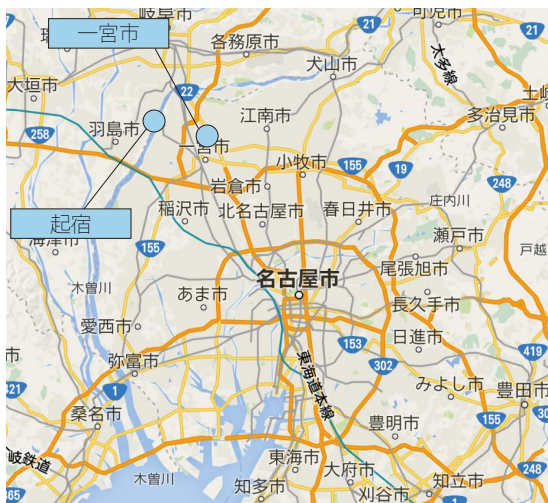 岐阜市
可児市
21
一宮市
各務原市
21
犬山市
太多線
大垣市
22
土岐
江南市
多治見市
258
羽島市
一宮市
小牧市
155
19
岩倉市
248
起宿
稲沢市
北名古屋市
春日井市
庄内川
瀬戸市
海津市
155
戸越
尾張旭市
名古屋市
木曽川
あま市
長久手市
愛西市
日進市
153
市
弥富市
東海道本線
302
419
21
1
みよし市
豊田市
桑名市
155
豊明市
岐鉄道
東海市
大府市
248
木曽川
知多市
刈谷市
知立市
1
365